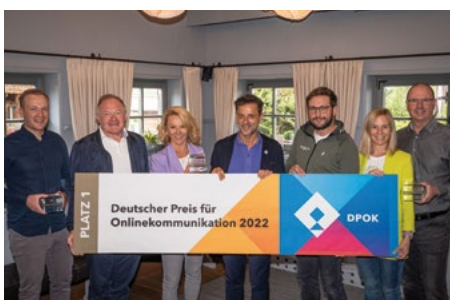 PLATZ 1
Deutscher Preis für
Onlinekommunikation 2022
DPOK